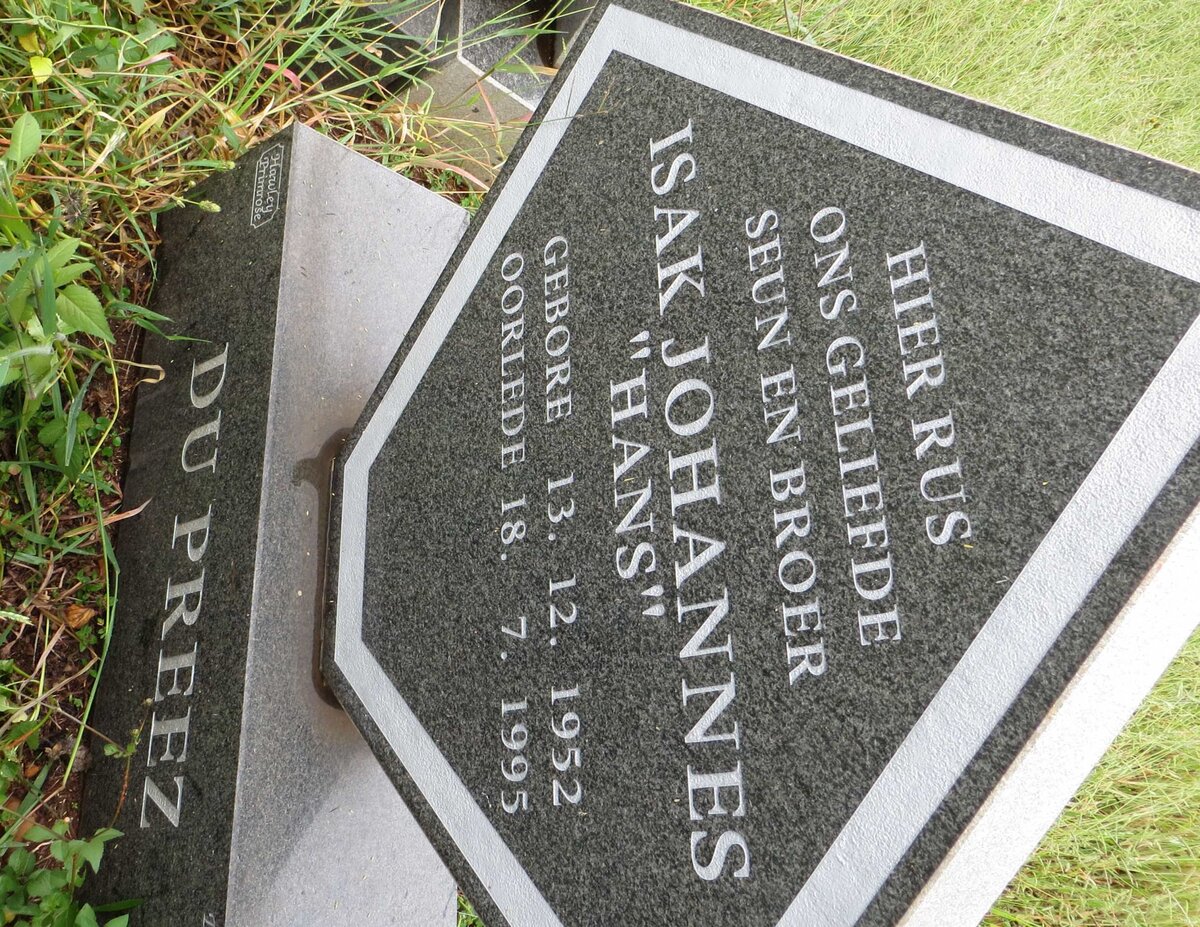 HIER RUS
ONS GELIEFDE
SEUN EN BROER
ISAK JOHANNES
"HANS"
GEBORE 13. 12. 1952
OORLEDE 18. 7. 1995
DU PREEZ
Hawley
Primrose